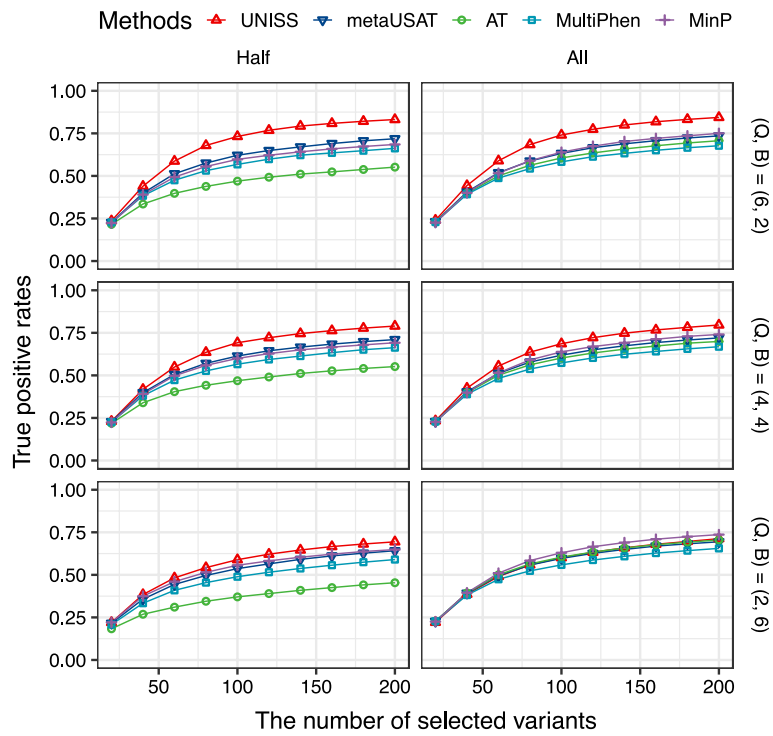 Methods UNISS metaUSAT AT MultiPhen MinP
Half All
1.00
0.75
0.50
0.25
0.00
(Q, B) = (6, 2)
1.00
0.75
0.50
0.25
0.00
(Q, B) = (4, 4)
1.00
0.75
0.50
0.25
0.00
(Q, B) = (2, 6)
True positive rates
50 100 150 200 50 100 150 200
The number of selected variants